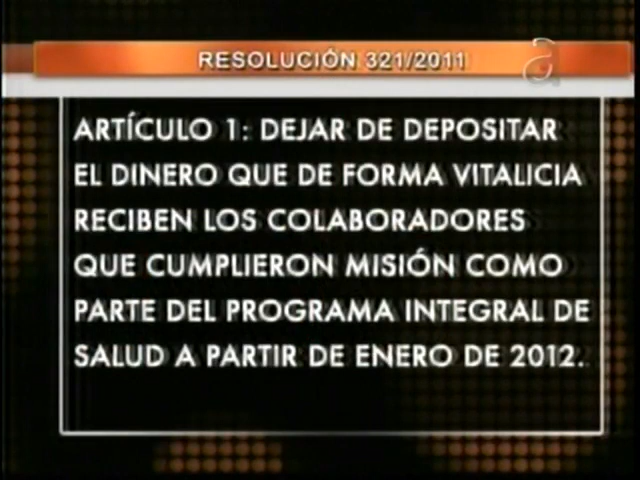 RESOLUCIÓN 321/2011
a
ARTÍCULO 1: DEJAR DE DEPOSITAR
EL DINERO QUE DE FORMA VITALICIA
RECIBEN LOS COLABORADORES
QUE CUMPLIERON MISIÓN COMO
PARTE DEL PROGRAMA INTEGRAL DE
SALUD A PARTIR DE ENERO DE 2012.